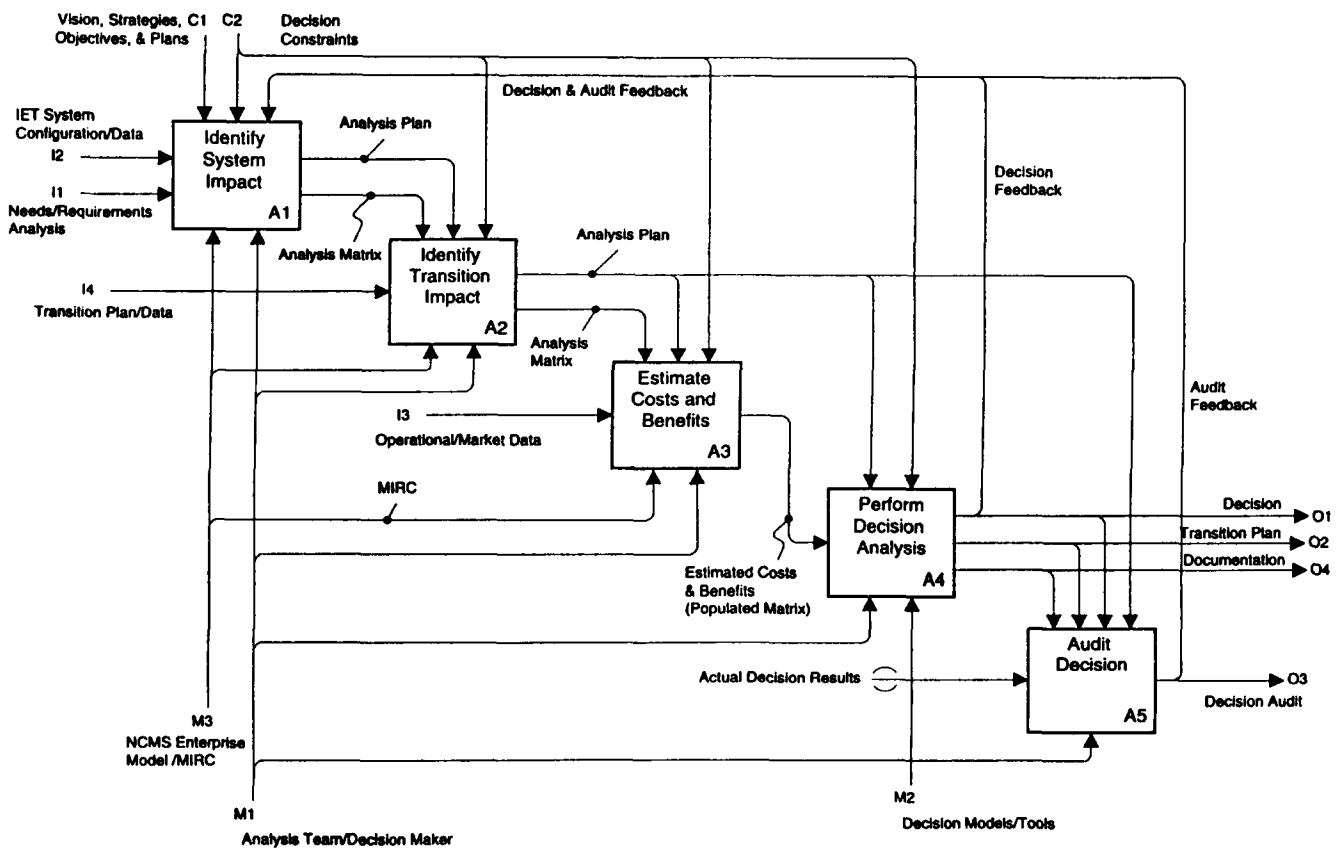 Vision, Strategies, C1
Objectives, & Plans
C2
Decision
Constraints
Decision & Audit Feedback
IET System
Configuration/Data
I2
I1
Needs/Requirements
Analysis
Identify
System
Impact
A1
Analysis Plan
Analysis Matrix
Decision
Feedback
I4
Transition Plan/Data
Identify
Transition
Impact
A2
Analysis Plan
Analysis
Matrix
Audit
Feedback
I3
Operational/Market Data
Estimate
Costs and
Benefits
A3
MIRC
Estimated Costs
& Benefits
(Populated Matrix)
Perform
Decision
Analysis
A4
Decision
O1
Transition Plan
O2
Documentation
O4
Actual Decision Results
Audit
Decision
A5
O3
Decision Audit
M3
NCMS Enterprise
Model /MIRC
M1
Analysis Team/Decision Maker
M2
Decision Models/Tools